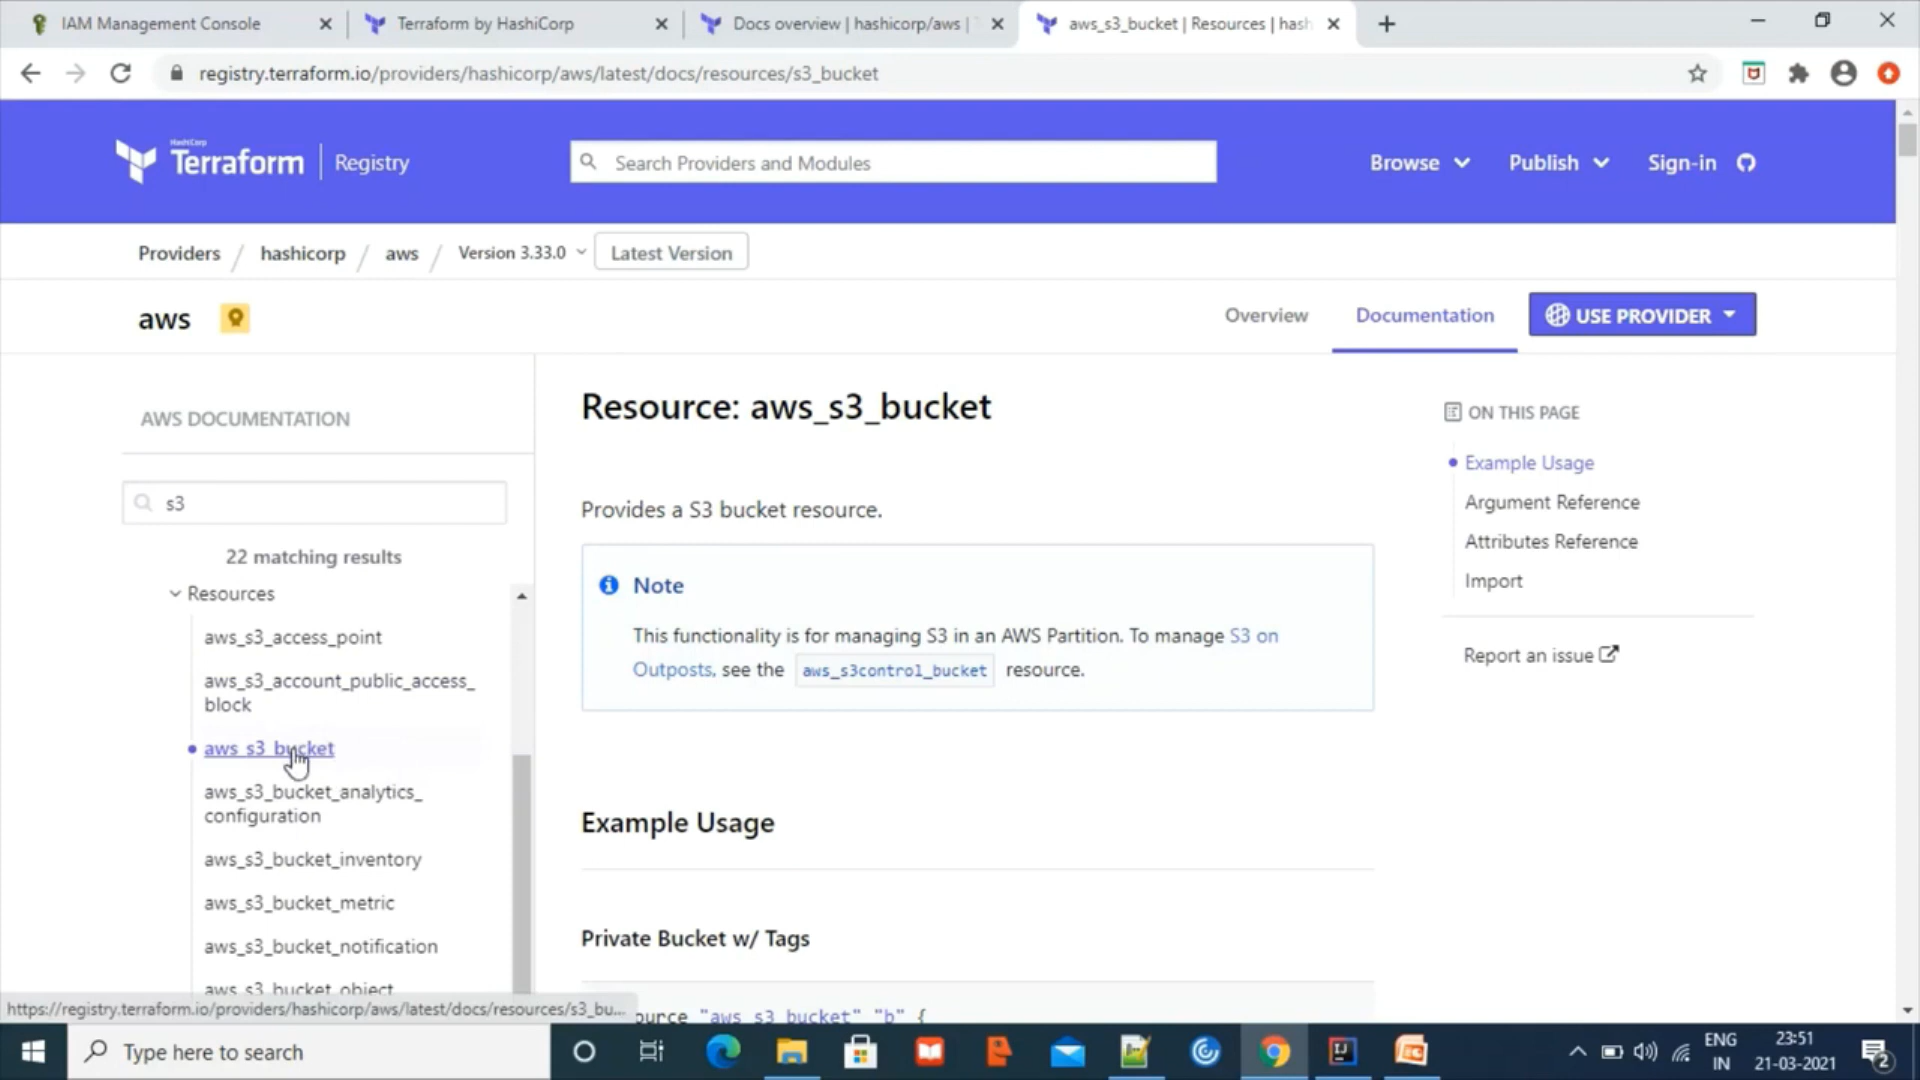 IAM Management Console
Terraform by HashiCorp
Docs overview | hashicorp/aws |
aws_s3_bucket | Resources | hash
registry.terraform.io/providers/hashicorp/aws/latest/docs/resources/s3_bucket
HashiCorp
Terraform | Registry
Search Providers and Modules
Browse
Publish
Sign-in
Providers / hashicorp / aws / Version 3.33.0
Latest Version
aws
Overview
Documentation
USE PROVIDER
AWS DOCUMENTATION
s3
22 matching results
Resources
aws_s3_access_point
aws_s3_account_public_access_
block
aws_s3_bucket
aws_s3_bucket_analytics_
configuration
aws_s3_bucket_inventory
aws_s3_bucket_metric
aws_s3_bucket_notification
aws_s3_bucket_object
Resource: aws_s3_bucket
Provides a S3 bucket resource.
Note
This functionality is for managing S3 in an AWS Partition. To manage S3 on
Outposts, see the aws_s3control_bucket resource.
Example Usage
Private Bucket w/ Tags
ource "aws_s3_bucket" "b" {
ON THIS PAGE
Example Usage
Argument Reference
Attributes Reference
Import
Report an issue
https://registry.terraform.io/providers/hashicorp/aws/latest/docs/resources/s3_bu...
Type here to search
ENG
IN
23:51
21-03-2021
2